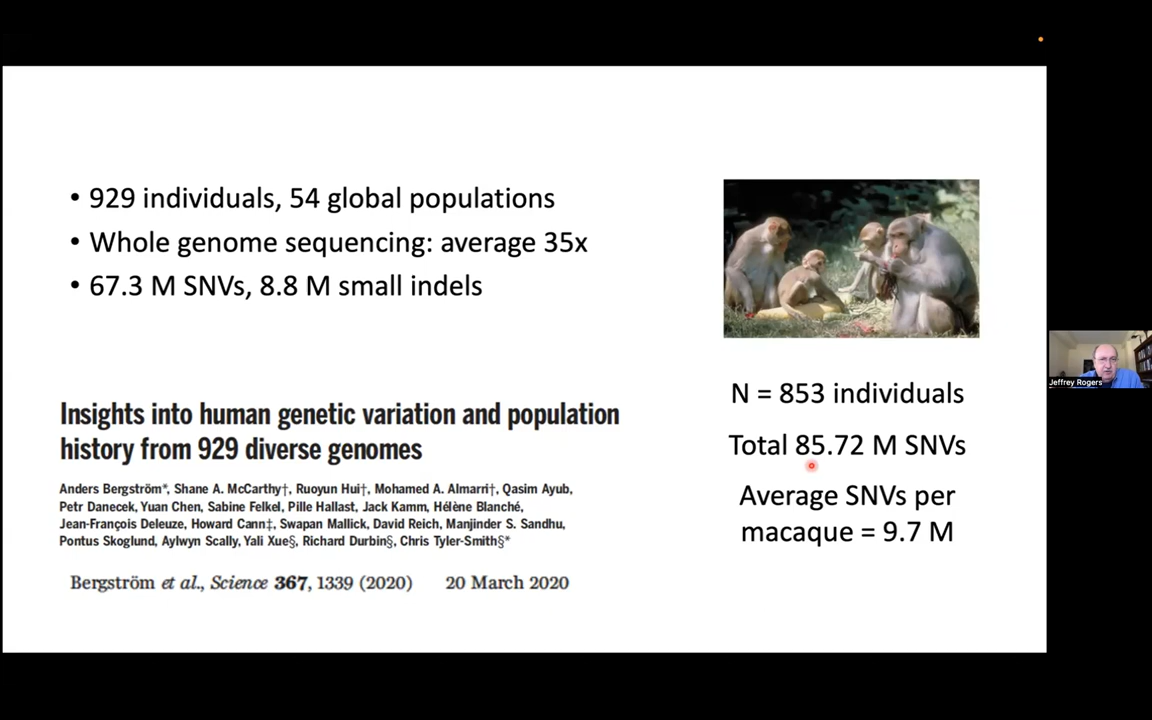 • 929 individuals, 54 global populations
• Whole genome sequencing: average 35x
• 67.3 M SNVs, 8.8 M small indels
Insights into human genetic variation and population
history from 929 diverse genomes
Anders Bergström*, Shane A. McCarthy†, Ruoyun Hui†, Mohamed A. Almarri†, Qasim Ayub,
Petr Danecek, Yuan Chen, Sabine Felkel, Pille Hallast, Jack Kamm, Hélène Blanché,
Jean-François Deleuze, Howard Cann‡, Swapan Mallick, David Reich, Manjinder S. Sandhu,
Pontus Skoglund, Aylwyn Scally, Yali Xue§, Richard Durbin§, Chris Tyler-Smith§*
Bergström et al., Science 367, 1339 (2020) 20 March 2020
N = 853 individuals
Total 85.72 M SNVs
Average SNVs per
macaque = 9.7 M
Jeffrey Rogers